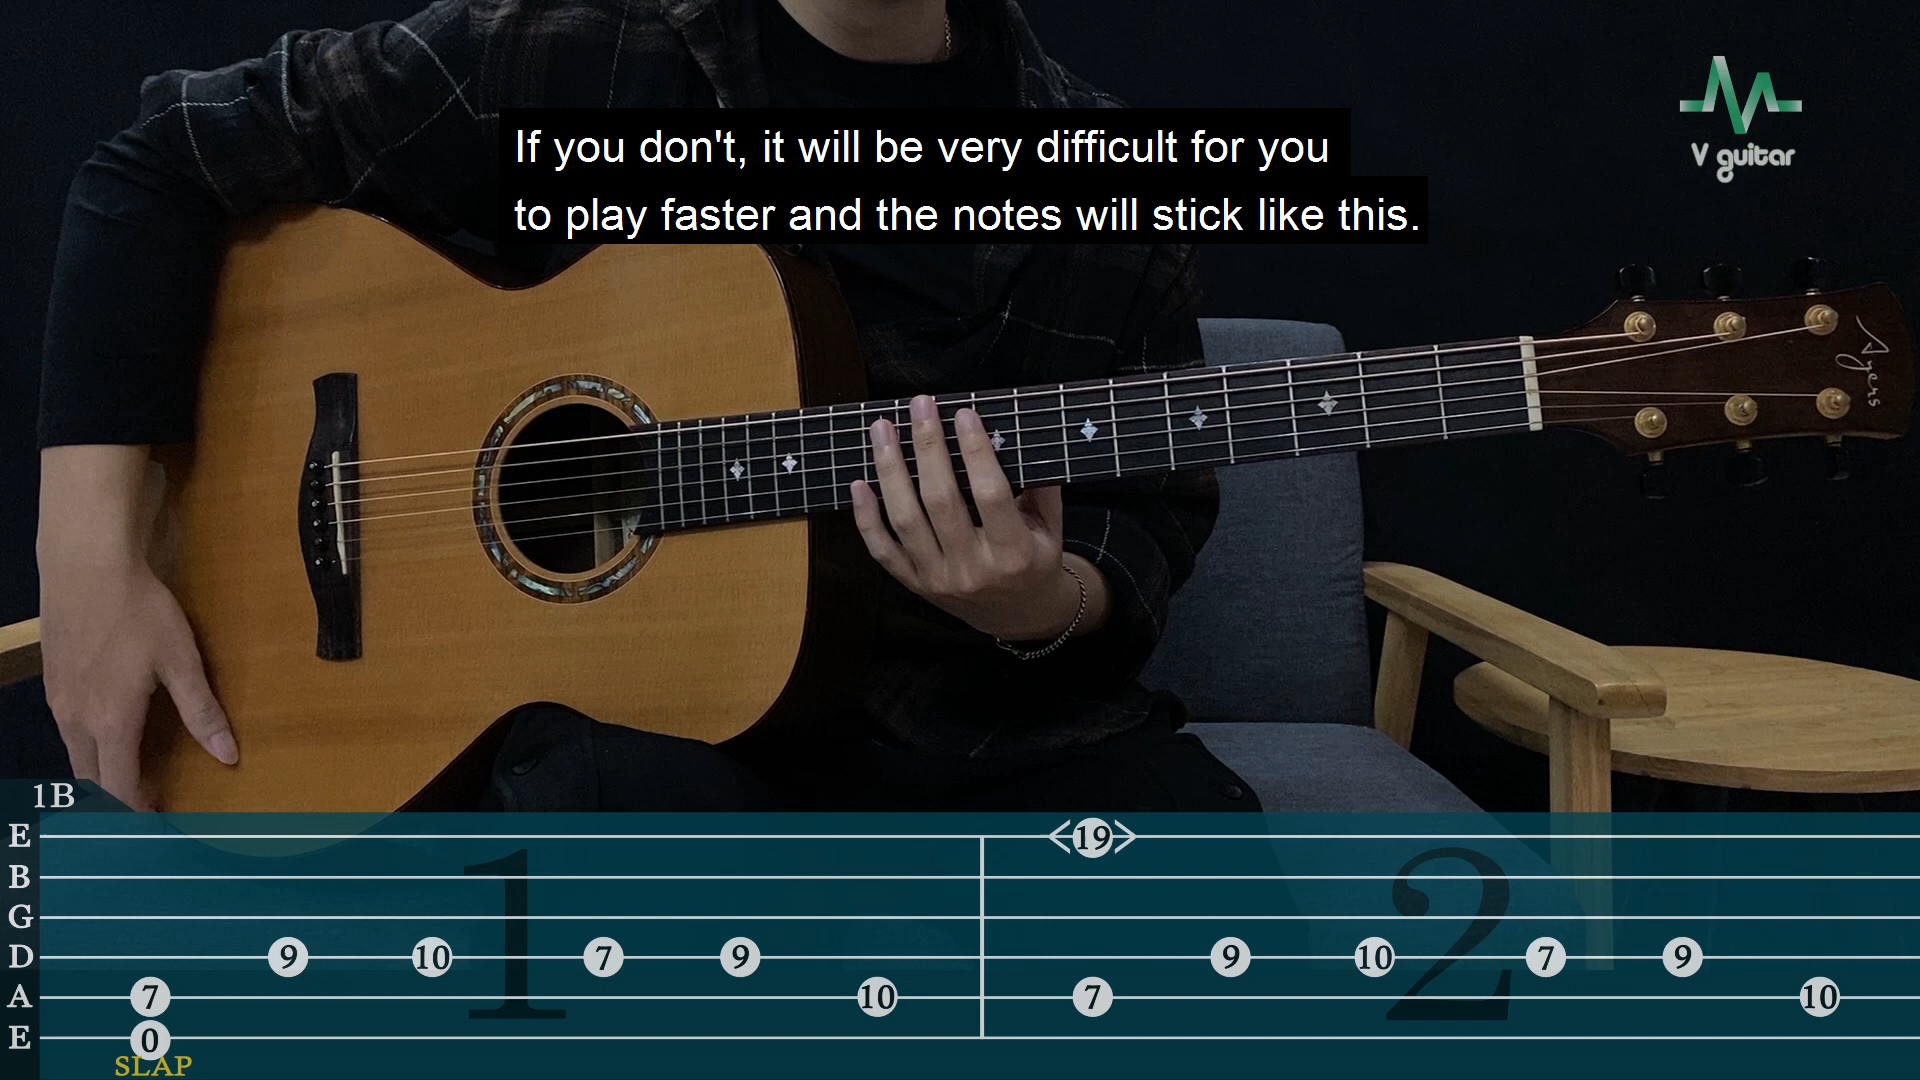 If you don't, it will be very difficult for you
to play faster and the notes will stick like this.
V guitar
Ayers
1B
E <19>
B
G
D 9 10 7 9 9 10 7 9
A 7 10 7 10
E 0
SLAP
1 2